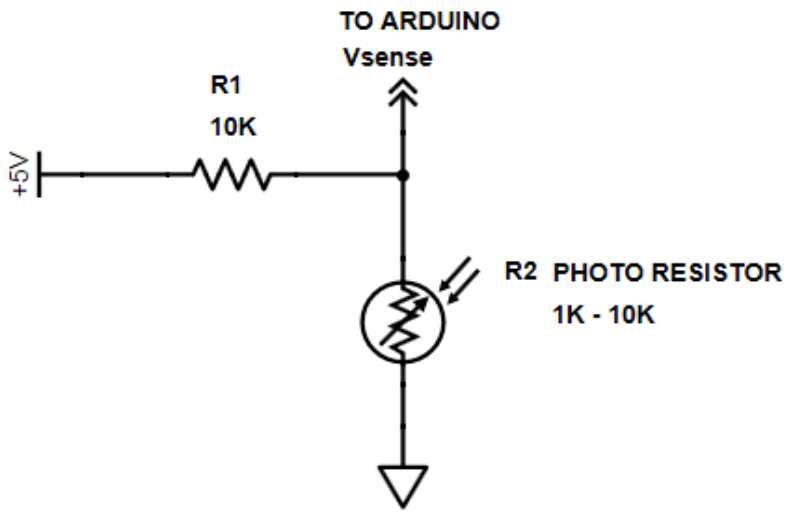 TO ARDUINO
Vsense
R1
10K
+5V
R2 PHOTO RESISTOR
1K - 10K